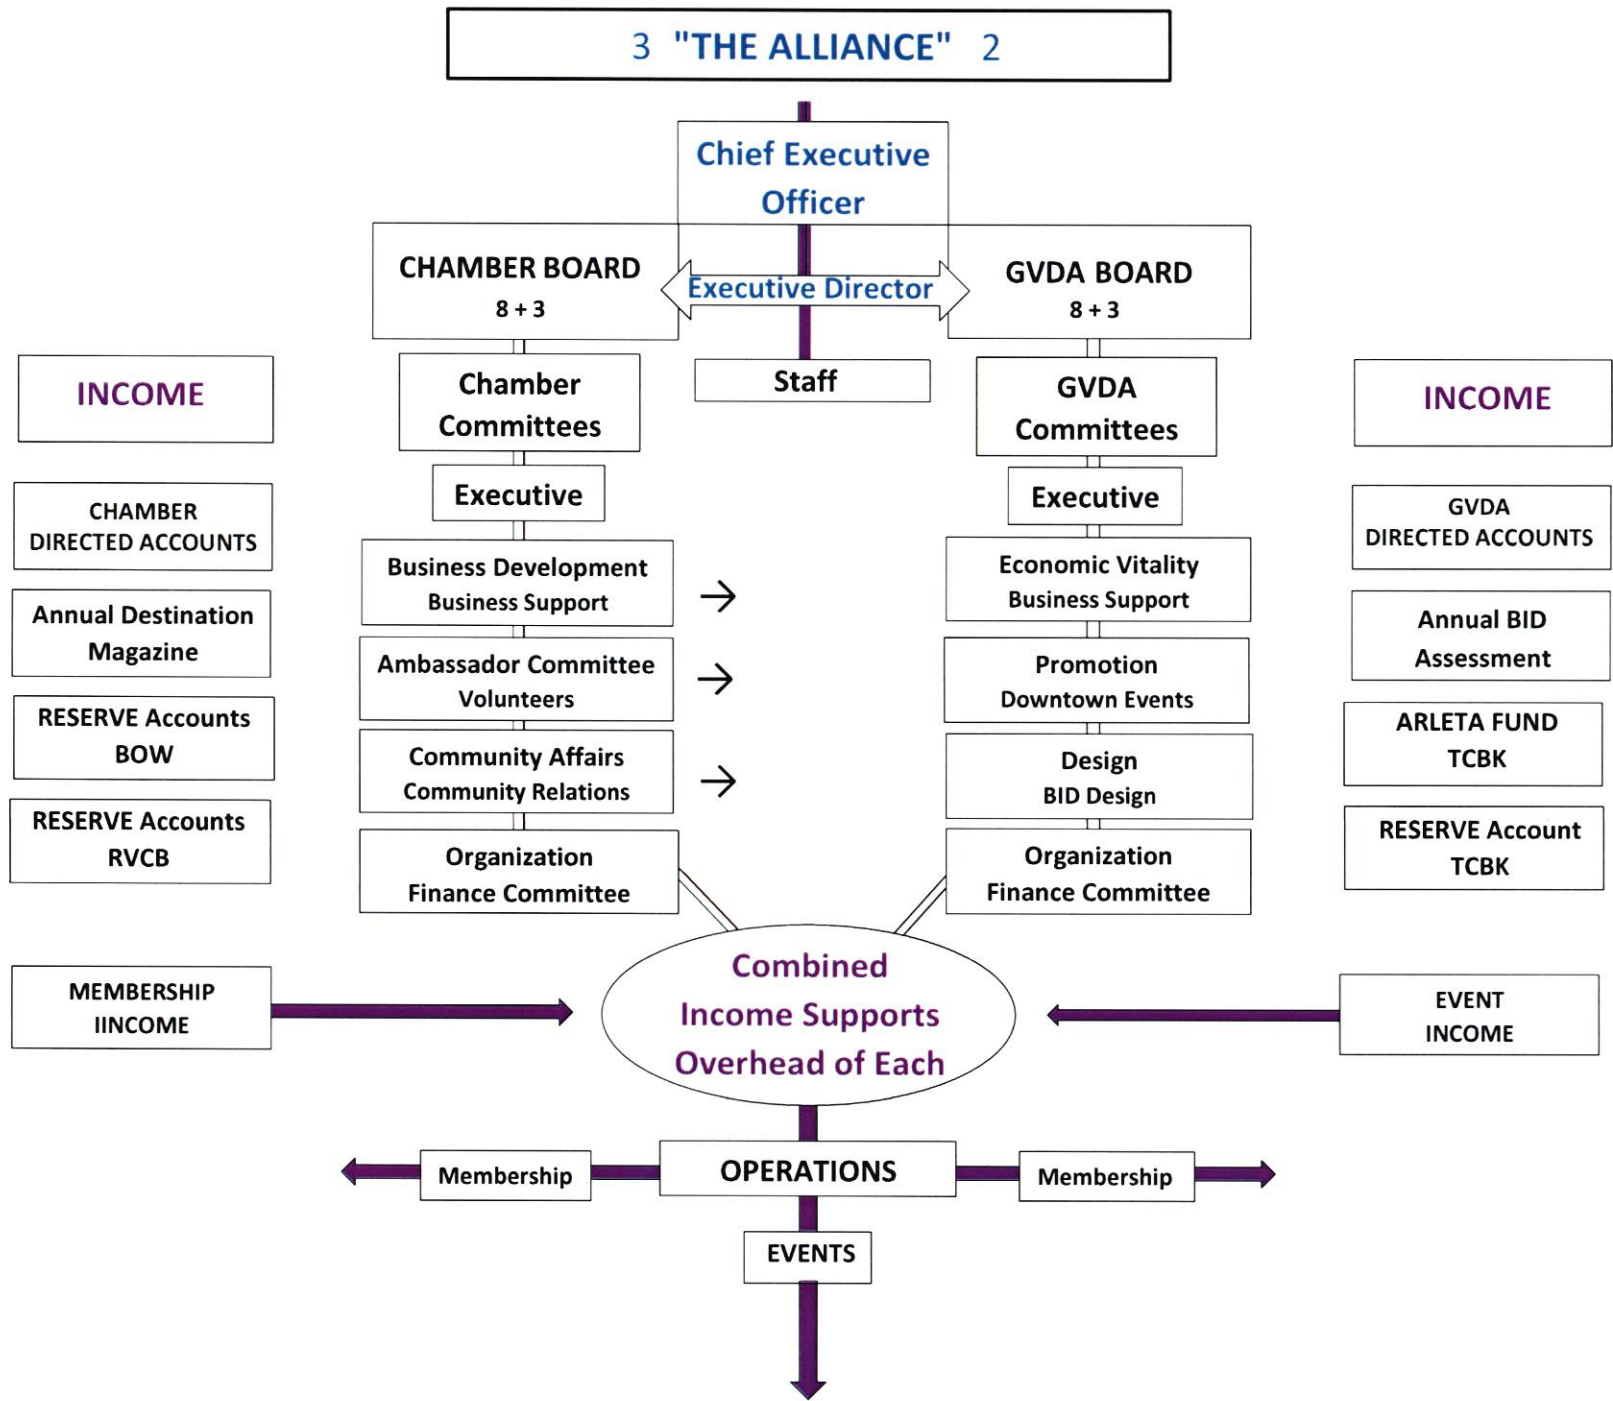 3 "THE ALLIANCE" 2
Chief Executive
Officer
CHAMBER BOARD
8 + 3
Executive Director
GVDA BOARD
8 + 3
Staff
INCOME
CHAMBER
DIRECTED ACCOUNTS
Annual Destination
Magazine
RESERVE Accounts
BOW
RESERVE Accounts
RVCB
MEMBERSHIP
IINCOME
Chamber
Committees
Executive
Business Development
Business Support
Ambassador Committee
Volunteers
Community Affairs
Community Relations
Organization
Finance Committee
GVDA
Committees
Executive
Economic Vitality
Business Support
Promotion
Downtown Events
Design
BID Design
Organization
Finance Committee
INCOME
GVDA
DIRECTED ACCOUNTS
Annual BID
Assessment
ARLETA FUND
TCBK
RESERVE Account
TCBK
EVENT
INCOME
Combined
Income Supports
Overhead of Each
Membership
OPERATIONS
Membership
EVENTS